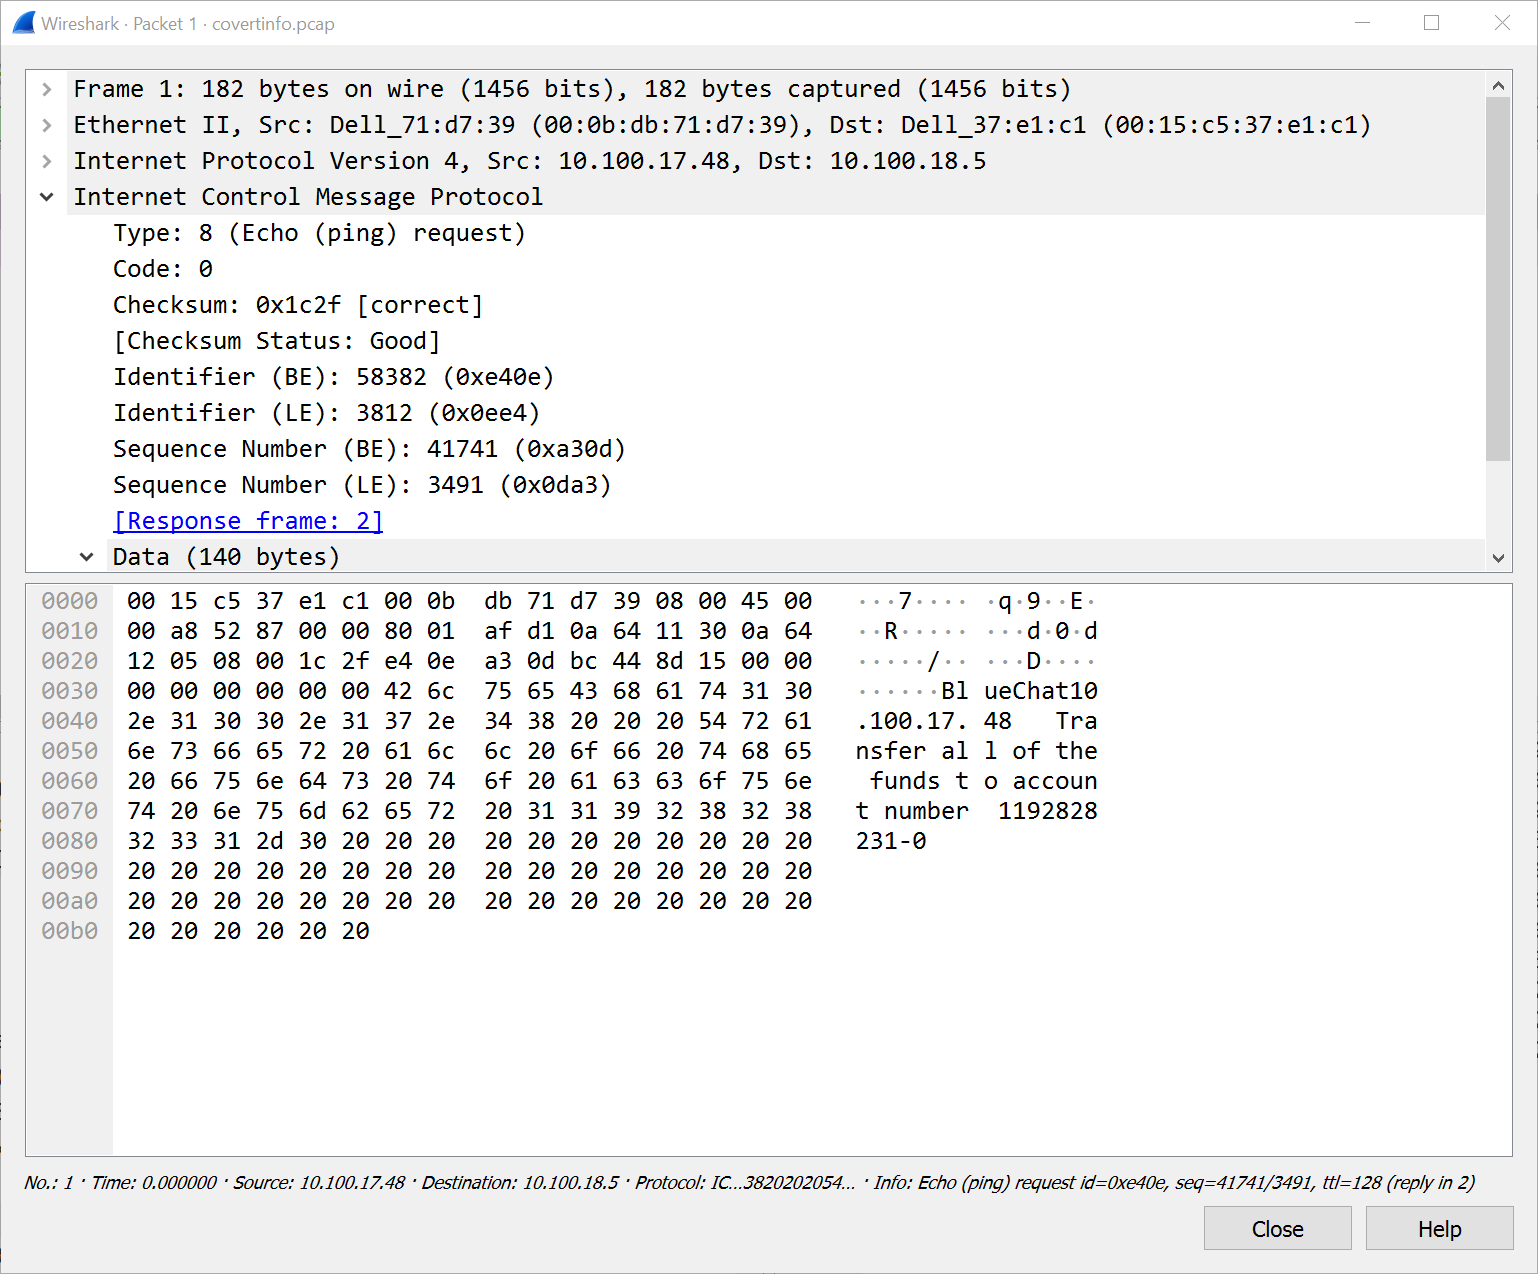 Wireshark · Packet 1 · covertinfo.pcap
Frame 1: 182 bytes on wire (1456 bits), 182 bytes captured (1456 bits)
Ethernet II, Src: Dell_71:d7:39 (00:0b:db:71:d7:39), Dst: Dell_37:e1:c1 (00:15:c5:37:e1:c1)
Internet Protocol Version 4, Src: 10.100.17.48, Dst: 10.100.18.5
Internet Control Message Protocol
Type: 8 (Echo (ping) request)
Code: 0
Checksum: 0x1c2f [correct]
[Checksum Status: Good]
Identifier (BE): 58382 (0xe40e)
Identifier (LE): 3812 (0x0ee4)
Sequence Number (BE): 41741 (0xa30d)
Sequence Number (LE): 3491 (0x0da3)
[Response frame: 2]
Data (140 bytes)
0000 00 15 c5 37 e1 c1 00 0b db 71 d7 39 08 00 45 00 ···7···· ·q·9··E·
0010 00 a8 52 87 00 00 80 01 af d1 0a 64 11 30 0a 64 ··R····· ···d·0·d
0020 12 05 08 00 1c 2f e4 0e a3 0d bc 44 8d 15 00 00 ·····/·· ···D····
0030 00 00 00 00 00 00 42 6c 75 65 43 68 61 74 31 30 ······Bl ueChat10
0040 2e 31 30 30 2e 31 37 2e 34 38 20 20 20 54 72 61 .100.17. 48   Tra
0050 6e 73 66 65 72 20 61 6c 6c 20 6f 66 20 74 68 65 nsfer al l of the
0060 20 66 75 6e 64 73 20 74 6f 20 61 63 63 6f 75 6e  funds t o accoun
0070 74 20 6e 75 6d 62 65 72 20 31 31 39 32 38 32 38 t number  1192828
0080 32 33 31 2d 30 20 20 20 20 20 20 20 20 20 20 20 231-0
0090 20 20 20 20 20 20 20 20 20 20 20 20 20 20 20 20
00a0 20 20 20 20 20 20 20 20 20 20 20 20 20 20 20 20
00b0 20 20 20 20 20 20
No.: 1 · Time: 0.000000 · Source: 10.100.17.48 · Destination: 10.100.18.5 · Protocol: IC...3820202054... · Info: Echo (ping) request id=0xe40e, seq=41741/3491, ttl=128 (reply in 2)
Close Help